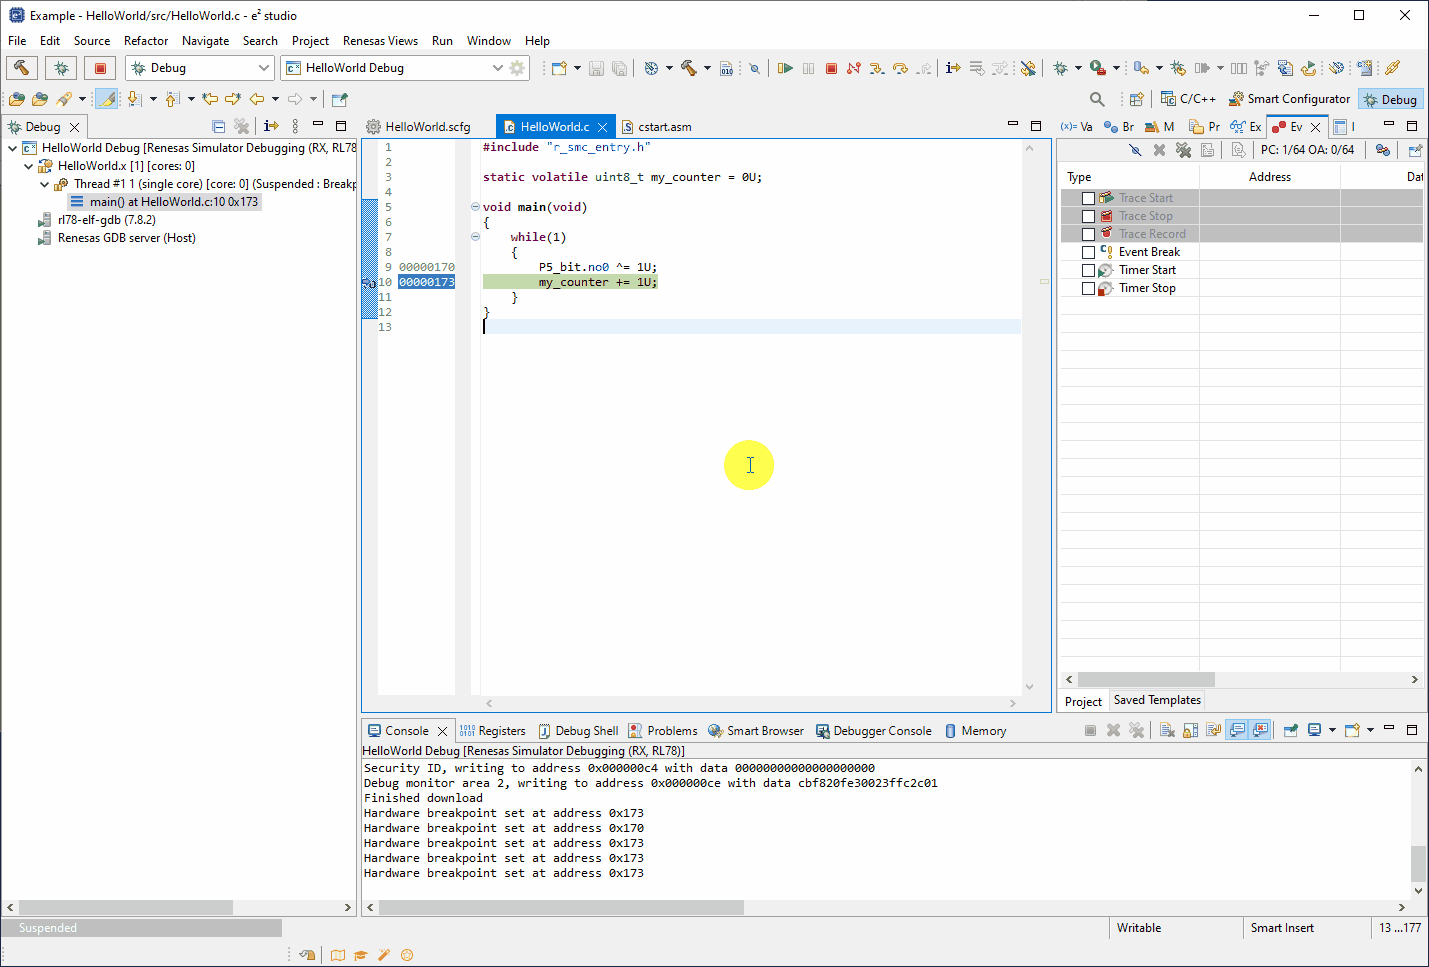 Example - HelloWorld/src/HelloWorld.c - e² studio
File Edit Source Refactor Navigate Search Project Renesas Views Run Window Help
Debug HelloWorld Debug
C/C++ Smart Configurator Debug
Debug
HelloWorld Debug [Renesas Simulator Debugging (RX, RL78
HelloWorld.x [1] [cores: 0]
Thread #1 1 (single core) [core: 0] (Suspended : Breakp
main() at HelloWorld.c:10 0x173
rl78-elf-gdb (7.8.2)
Renesas GDB server (Host)
HelloWorld.scfg HelloWorld.c cstart.asm
1 #include "r_smc_entry.h"
2
3 static volatile uint8_t my_counter = 0U;
4
5 void main(void)
6 {
7 while(1)
8 {
9 00000170 P5_bit.no0 ^= 1U;
10 00000173 my_counter += 1U;
11 }
12 }
13
(x)= Va Br M Pr Ex Ev I
PC: 1/64 OA: 0/64
Type Address Dat
Trace Start
Trace Stop
Trace Record
Event Break
Timer Start
Timer Stop
Project Saved Templates
Console Registers Debug Shell Problems Smart Browser Debugger Console Memory
HelloWorld Debug [Renesas Simulator Debugging (RX, RL78)]
Security ID, writing to address 0x000000c4 with data 00000000000000000000
Debug monitor area 2, writing to address 0x000000ce with data cbf820fe30023ffc2c01
Finished download
Hardware breakpoint set at address 0x173
Hardware breakpoint set at address 0x170
Hardware breakpoint set at address 0x173
Hardware breakpoint set at address 0x173
Hardware breakpoint set at address 0x173
Suspended Writable Smart Insert 13 ...177